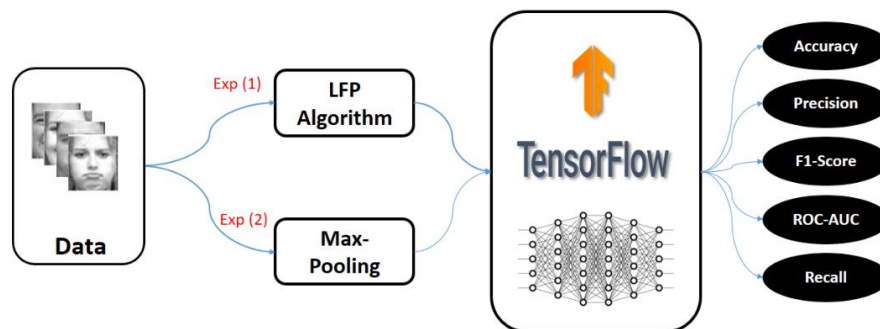 Data
Exp (1)
LFP
Algorithm
Exp (2)
Max-
Pooling
TensorFlow
Accuracy
Precision
F1-Score
ROC-AUC
Recall